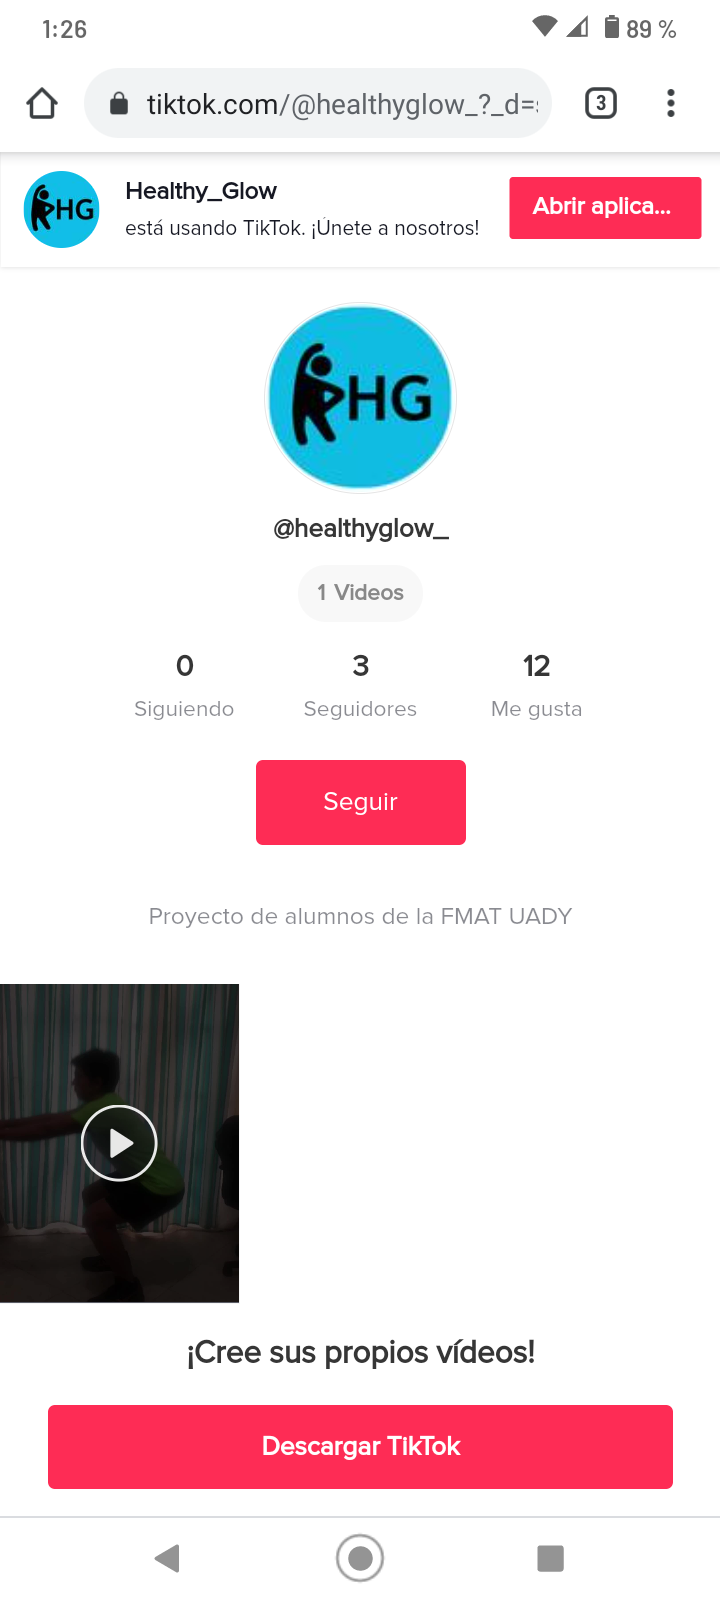 1:26
89 %
tiktok.com/@healthyglow_?_d=
3
HG
Healthy_Glow
está usando TikTok. ¡Únete a nosotros!
Abrir aplica...
HG
@healthyglow_
1 Videos
0
Siguiendo
3
Seguidores
12
Me gusta
Seguir
Proyecto de alumnos de la FMAT UADY
¡Cree sus propios vídeos!
Descargar TikTok